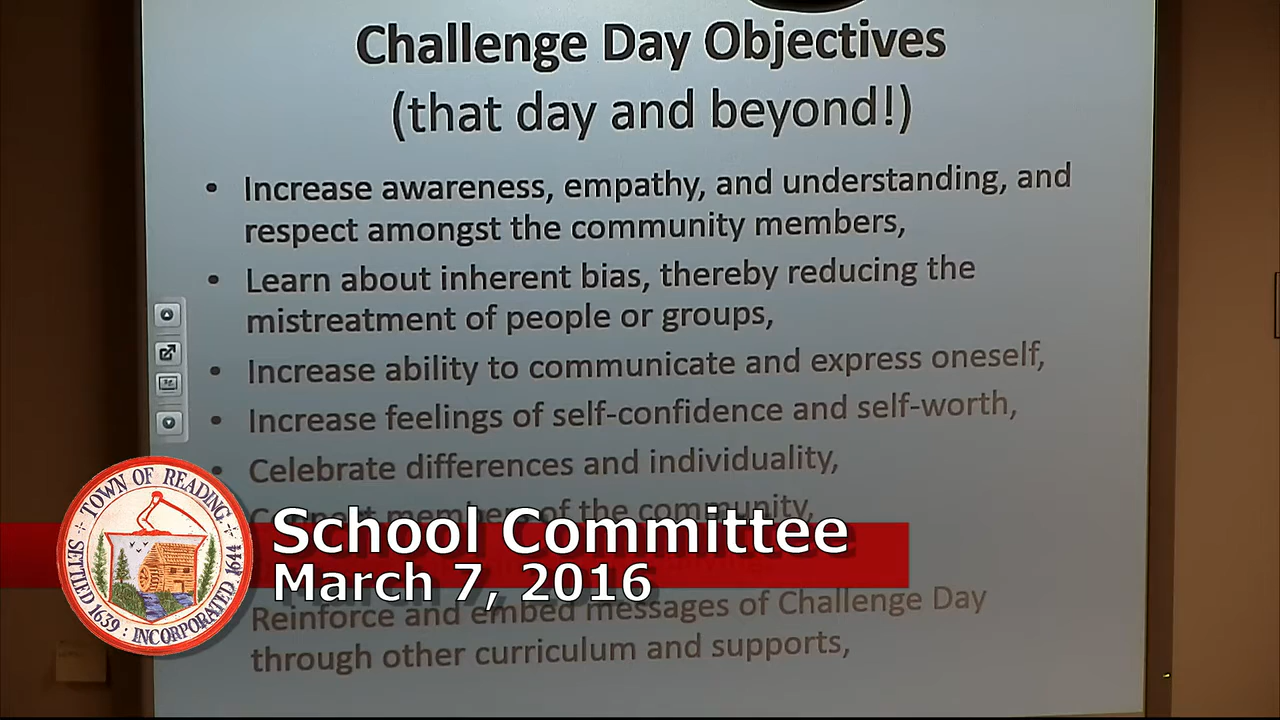 Challenge Day Objectives
(that day and beyond!)
• Increase awareness, empathy, and understanding, and
respect amongst the community members,
• Learn about inherent bias, thereby reducing the
mistreatment of people or groups,
• Increase ability to communicate and express oneself,
• Increase feelings of self-confidence and self-worth,
• Celebrate differences and individuality,
members of the community,
School Committee
March 7, 2016
Reinforce and embed messages of Challenge Day
through other curriculum and supports,
TOWN OF READING
SETTLED 1639 : INCORPORATED 1644